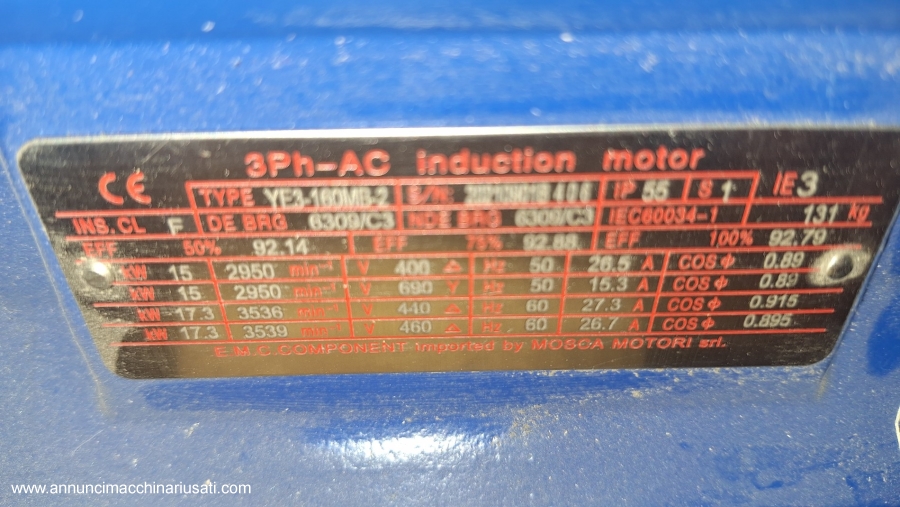 3Ph-AC induction motor
CE TYPE YE3-160MB-2 S/N. IP 55 S 1 IE3
INS. CL F DE BRG 6309/C3 NDE BRG 6309/C3 IEC60034-1 131 kg
EFF 50% 92.14 EFF 75% 92.88 EFF 100% 92.79
KW 15 2950 min⁻¹ V 400 △ Hz 50 26.5 A COS ϕ 0.89
KW 15 2950 min⁻¹ V 690 Y Hz 50 15.3 A COS ϕ 0.89
KW 17.3 3536 min⁻¹ V 440 △ Hz 60 27.3 A COS ϕ 0.915
KW 17.3 3539 min⁻¹ V 460 △ Hz 60 26.7 A COS ϕ 0.895
E.M.C.COMPONENT imported by MOSCA MOTORI srl.
www.annuncimacchinariusati.com